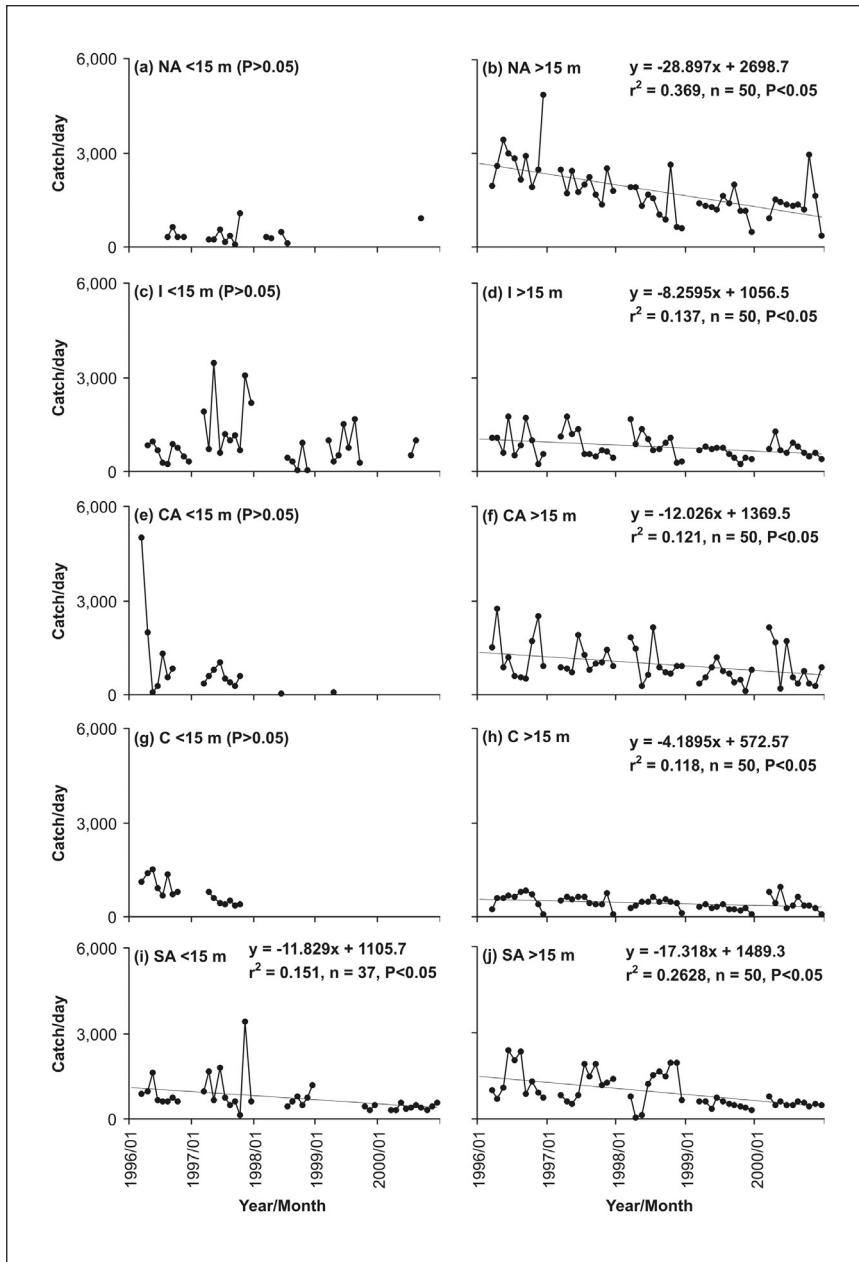 6,000
(a) NA <15 m (P>0.05)
3,000
0
Catch/day
(b) NA >15 m
y = -28.897x + 2698.7
r² = 0.369, n = 50, P<0.05
6,000
(c) I <15 m (P>0.05)
3,000
0
Catch/day
(d) I >15 m
y = -8.2595x + 1056.5
r² = 0.137, n = 50, P<0.05
6,000
(e) CA <15 m (P>0.05)
3,000
0
Catch/day
(f) CA >15 m
y = -12.026x + 1369.5
r² = 0.121, n = 50, P<0.05
6,000
(g) C <15 m (P>0.05)
3,000
0
Catch/day
(h) C >15 m
y = -4.1895x + 572.57
r² = 0.118, n = 50, P<0.05
6,000
(i) SA <15 m
y = -11.829x + 1105.7
r² = 0.151, n = 37, P<0.05
3,000
0
Catch/day
(j) SA >15 m
y = -17.318x + 1489.3
r² = 0.2628, n = 50, P<0.05
1996/01
1997/01
1998/01
1999/01
2000/01
Year/Month
1996/01
1997/01
1998/01
1999/01
2000/01
Year/Month